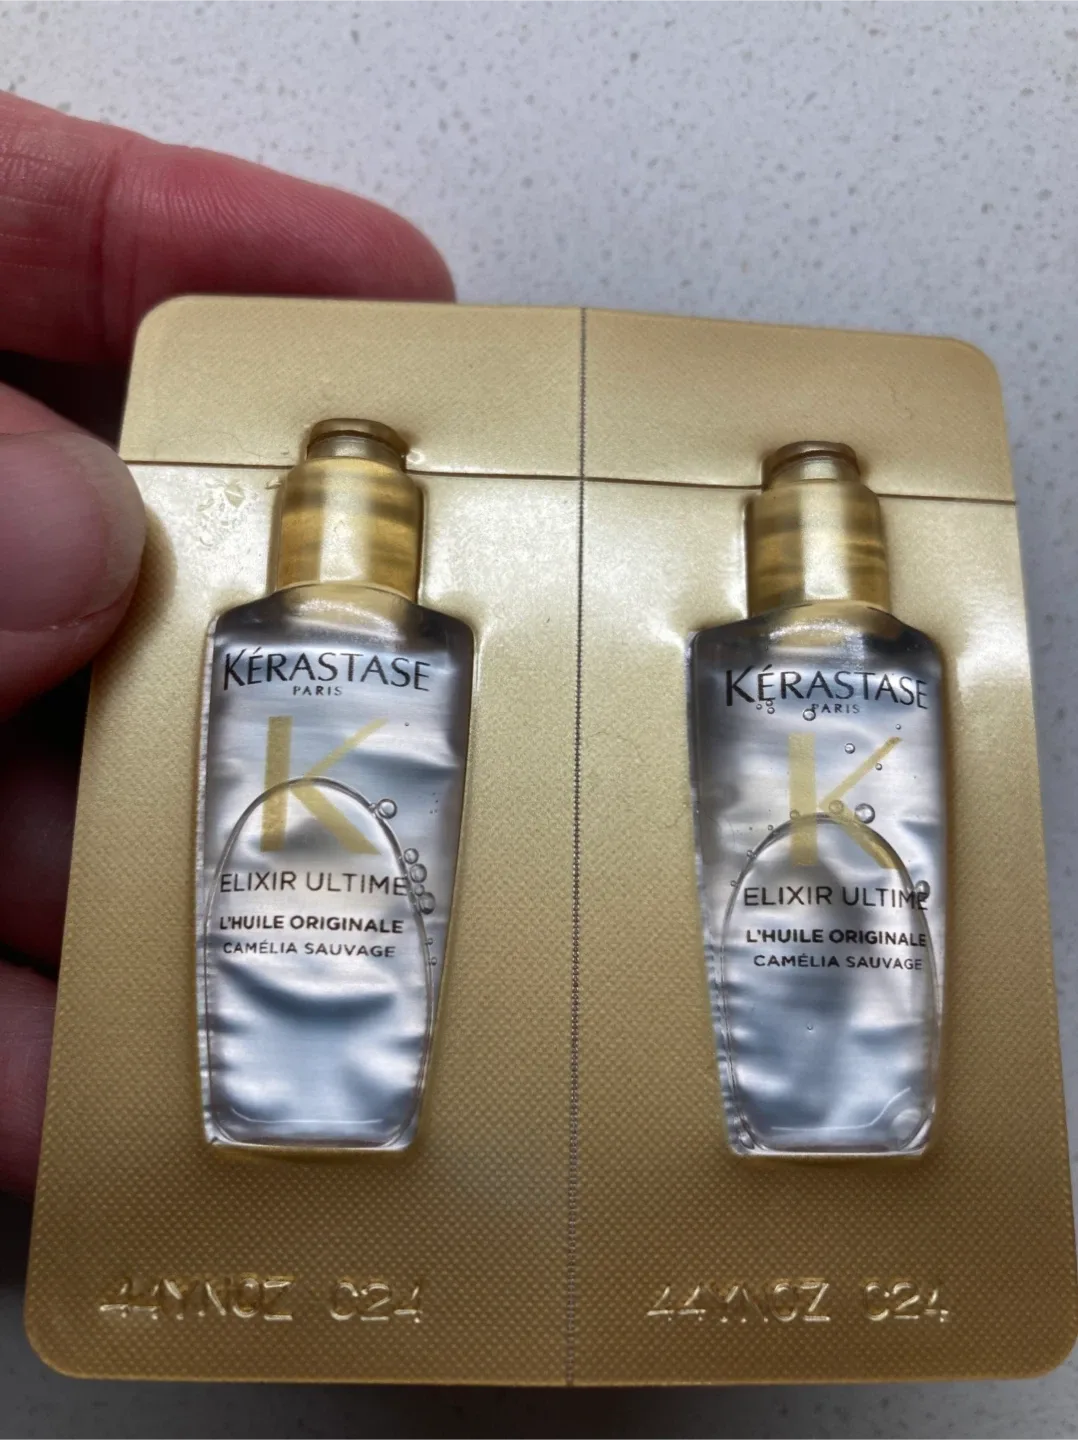 KÉRASTASE
PARIS
K
ELIXIR ULTIME
L'HUILE ORIGINALE
CAMÉLIA SAUVAGE
44YN0Z 024
KÉRASTASE
PARIS
K
ELIXIR ULTIME
L'HUILE ORIGINALE
CAMÉLIA SAUVAGE
44YN0Z 024